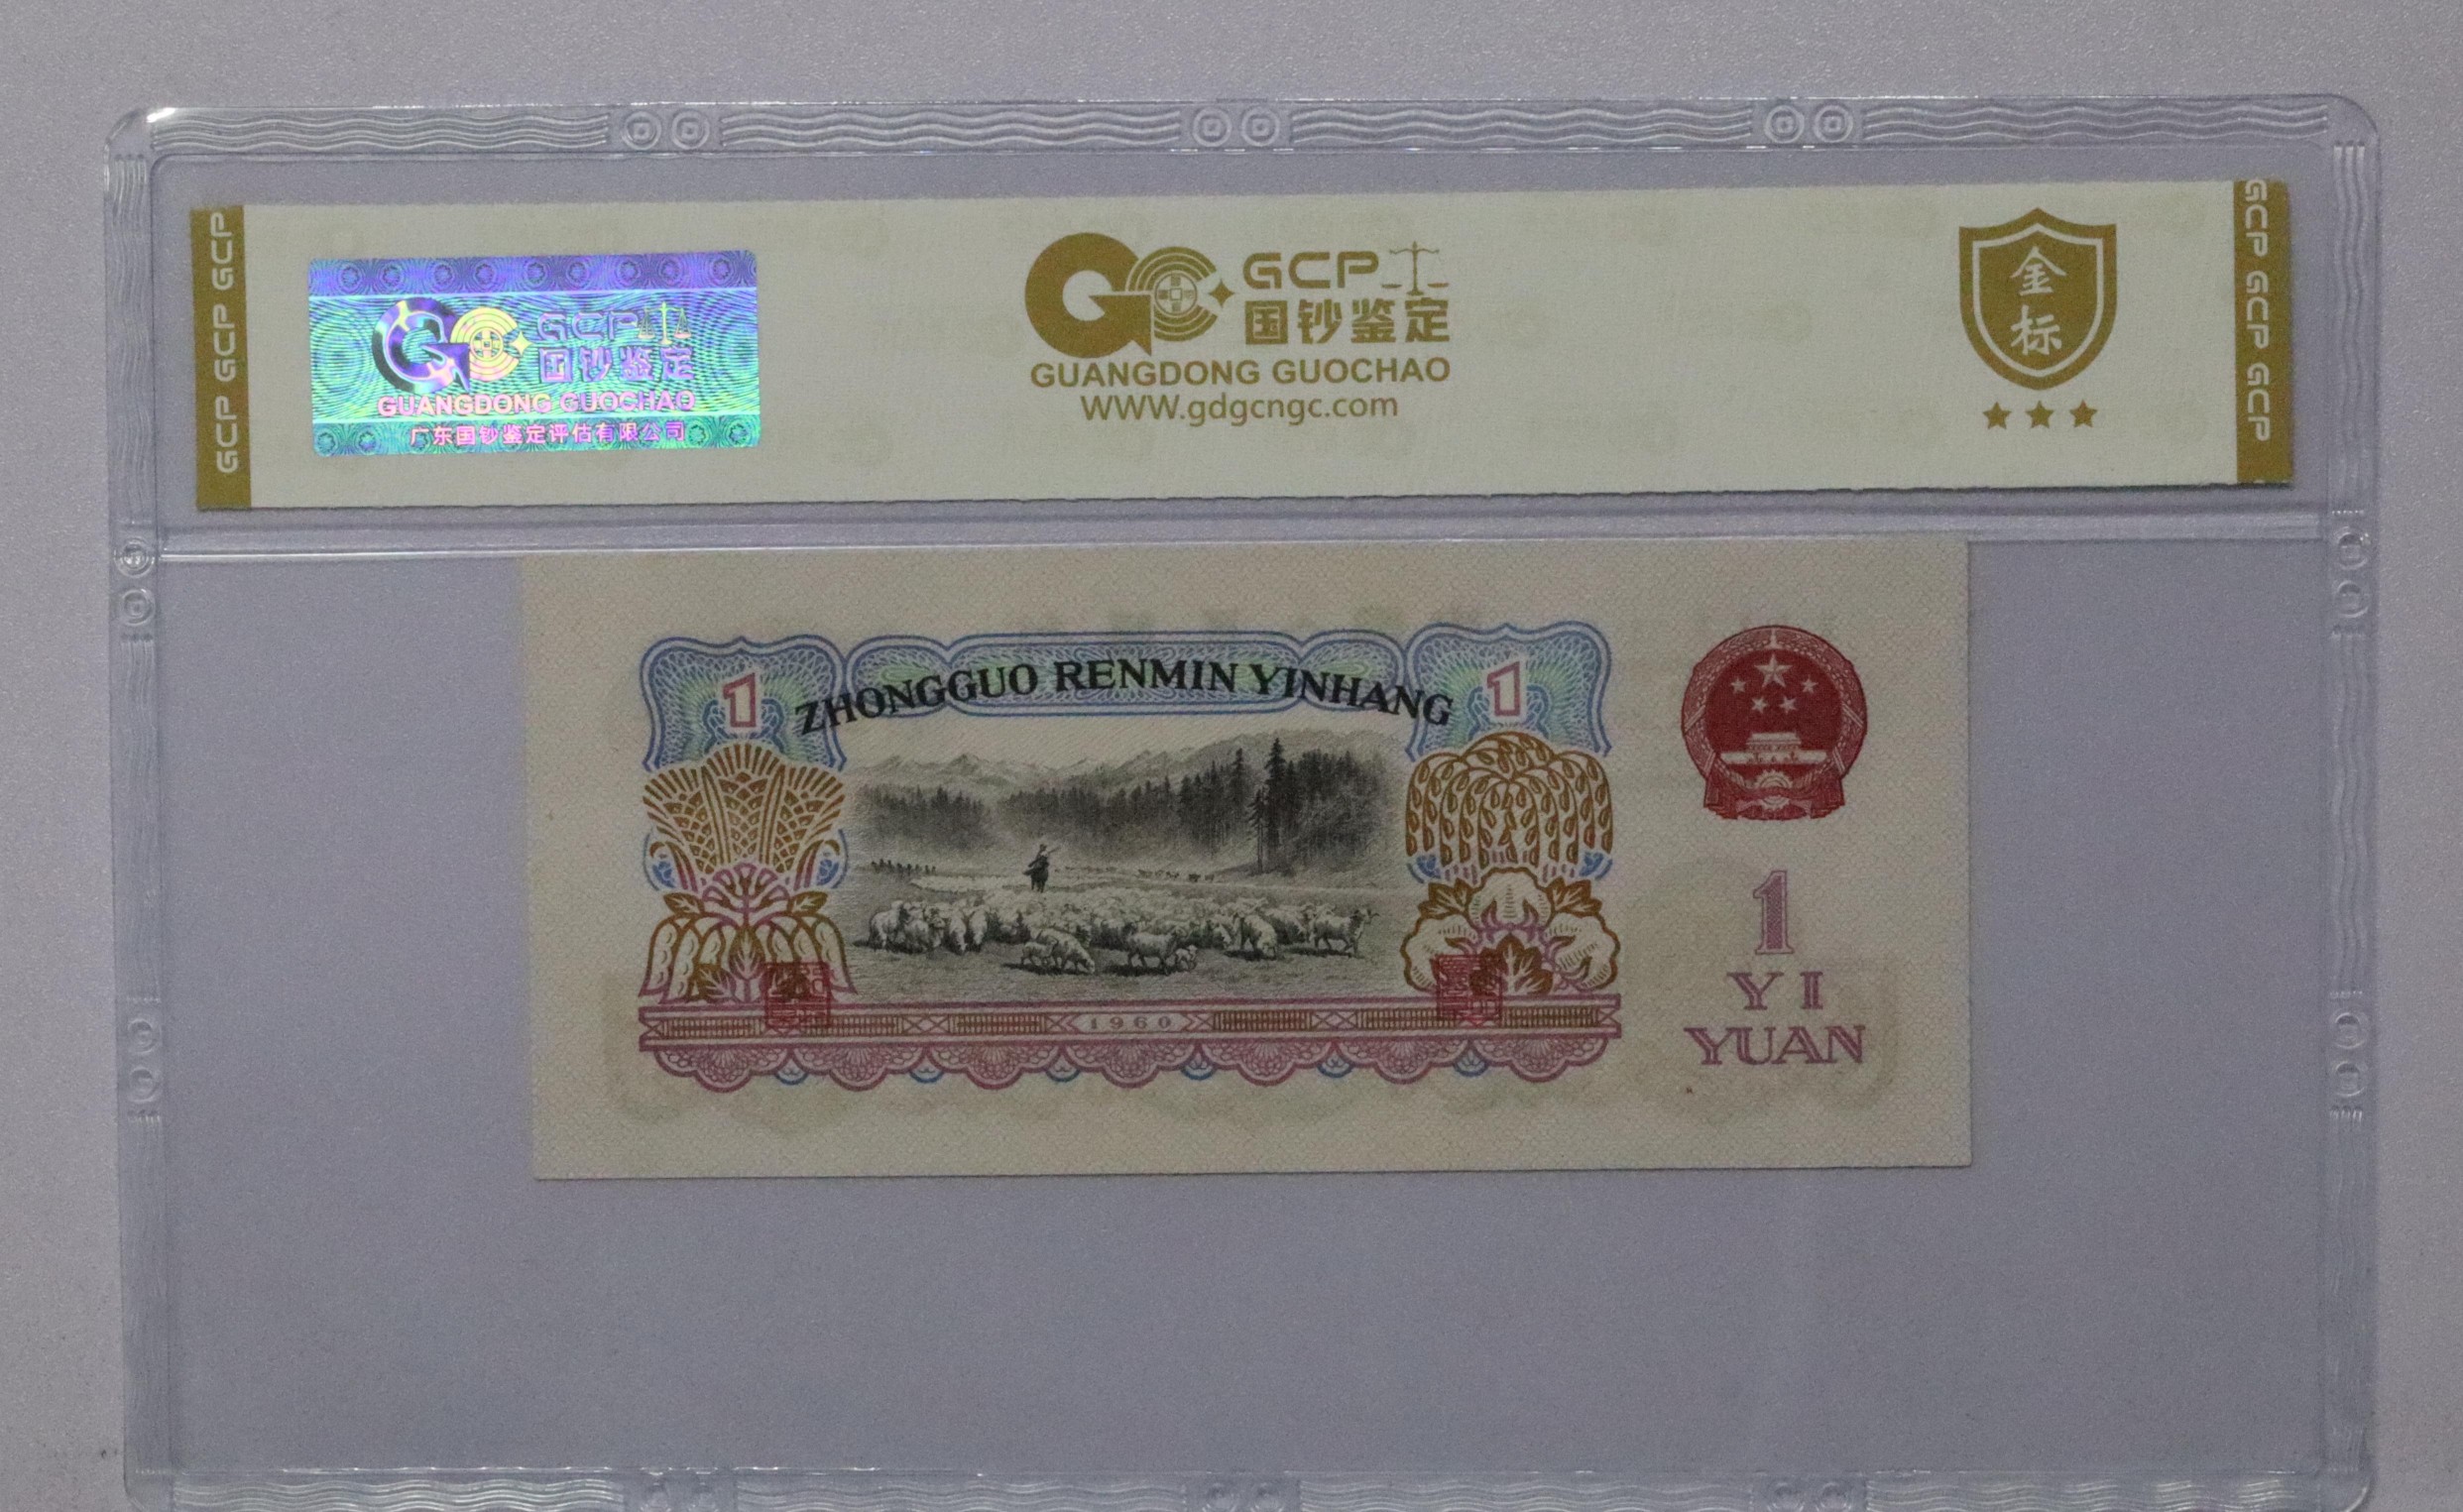 GCP GCP GCP
GCP
国钞鉴定
GUANGDONG GUOCHAO
广东国钞鉴定评估有限公司
GCP
国钞鉴定
GUANGDONG GUOCHAO
WWW.gdgcngc.com
金
标
GCP GCP GCP
1
ZHONGGUO RENMIN YINHANG
1
1960
1
YI
YUAN